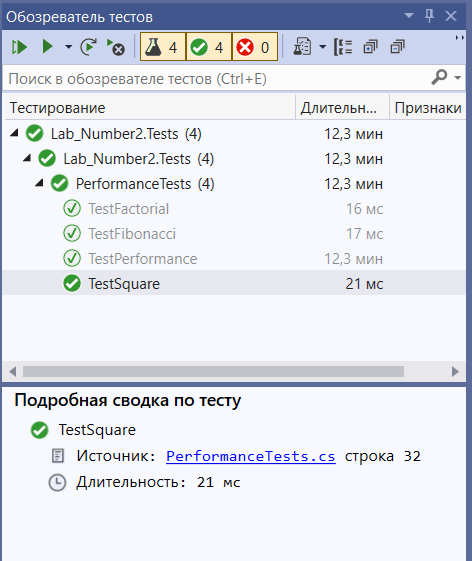 Обозреватель тестов
4 4 0
Поиск в обозревателе тестов (Ctrl+E)
Тестирование Длительн... Признаки
Lab_Number2.Tests (4) 12,3 мин
Lab_Number2.Tests (4) 12,3 мин
PerformanceTests (4) 12,3 мин
TestFactorial 16 мс
TestFibonacci 17 мс
TestPerformance 12,3 мин
TestSquare 21 мс
Подробная сводка по тесту
TestSquare
Источник: PerformanceTests.cs строка 32
Длительность: 21 мс